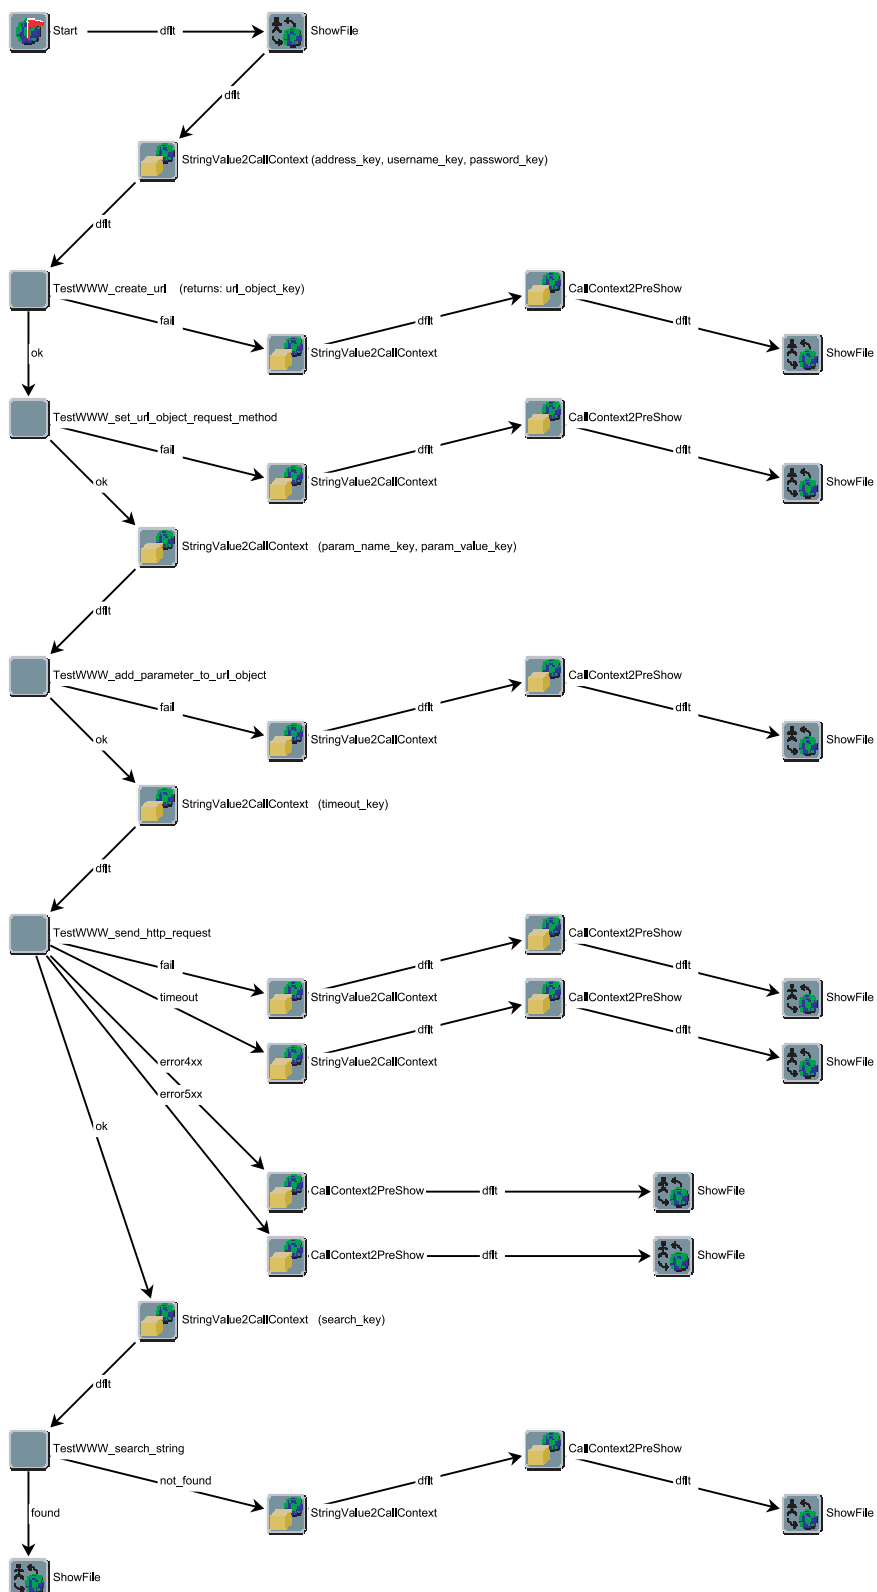 Start
dflt
ShowFile
dflt
StringValue2CallContext (address_key, username_key, password_key)
dflt
TestWWW_create_url (returns: url_object_key)
CallContext2PreShow
fail
dflt
dflt
ok
StringValue2CallContext
ShowFile
TestWWW_set_url_object_request_method
CallContext2PreShow
fail
dflt
dflt
ok
StringValue2CallContext
ShowFile
StringValue2CallContext (param_name_key, param_value_key)
dflt
TestWWW_add_parameter_to_url_object
CallContext2PreShow
fail
dflt
dflt
ok
StringValue2CallContext
ShowFile
StringValue2CallContext (timeout_key)
dflt
TestWWW_send_http_request
CallContext2PreShow
fail
dflt
dflt
timeout
StringValue2CallContext
CallContext2PreShow
ShowFile
dflt
dflt
error4xx
StringValue2CallContext
ShowFile
error5xx
ok
CallContext2PreShow
dflt
ShowFile
CallContext2PreShow
dflt
ShowFile
StringValue2CallContext (search_key)
dflt
TestWWW_search_string
CallContext2PreShow
not_found
dflt
dflt
found
StringValue2CallContext
ShowFile
ShowFile